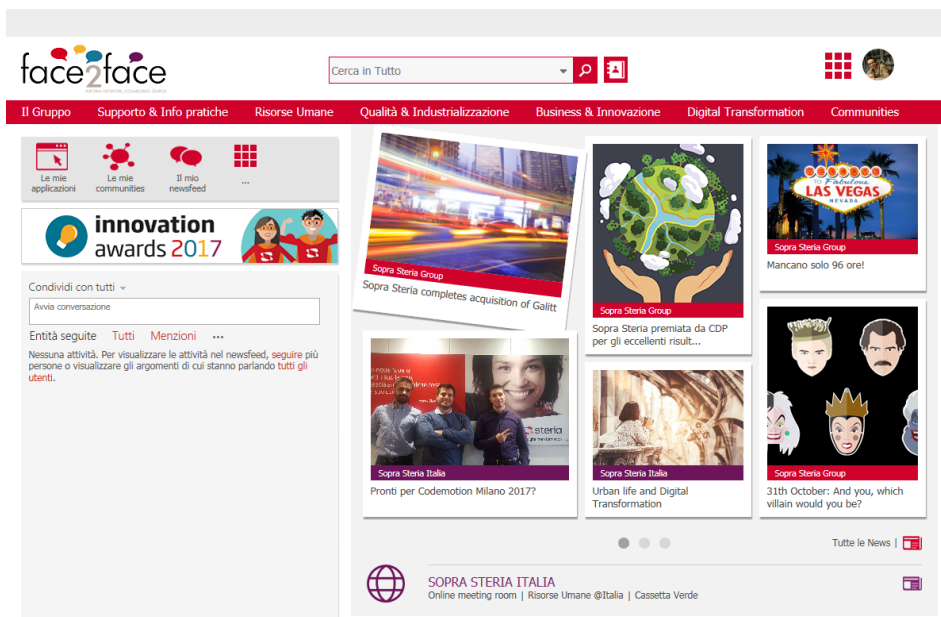 face2face
Cerca in Tutto
Il Gruppo Supporto & Info pratiche Risorse Umane Qualità & Industrializzazione Business & Innovazione Digital Transformation Communities
Le mie
applicazioni
Le mie
communities
Il mio
newsfeed
...
innovation
awards 2017
Condividi con tutti
Avvia conversazione
Entità seguite Tutti Menzioni ...
Nessuna attività. Per visualizzare le attività nel newsfeed, seguire più
persone o visualizzare gli argomenti di cui stanno parlando tutti gli
utenti.
Sopra Steria Group
Sopra Steria completes acquisition of Galitt
Sopra Steria Group
Sopra Steria premiata da CDP
per gli eccellenti risult...
TO Fabulous
LAS VEGAS
NEVADA
Sopra Steria Group
Mancano solo 96 ore!
steria
Sopra Steria Italia
Pronti per Codemotion Milano 2017?
Sopra Steria Italia
Urban life and Digital
Transformation
Sopra Steria Group
31th October: And you, which
villain would you be?
Tutte le News |
SOPRA STERIA ITALIA
Online meeting room | Risorse Umane @Italia | Cassetta
Verde